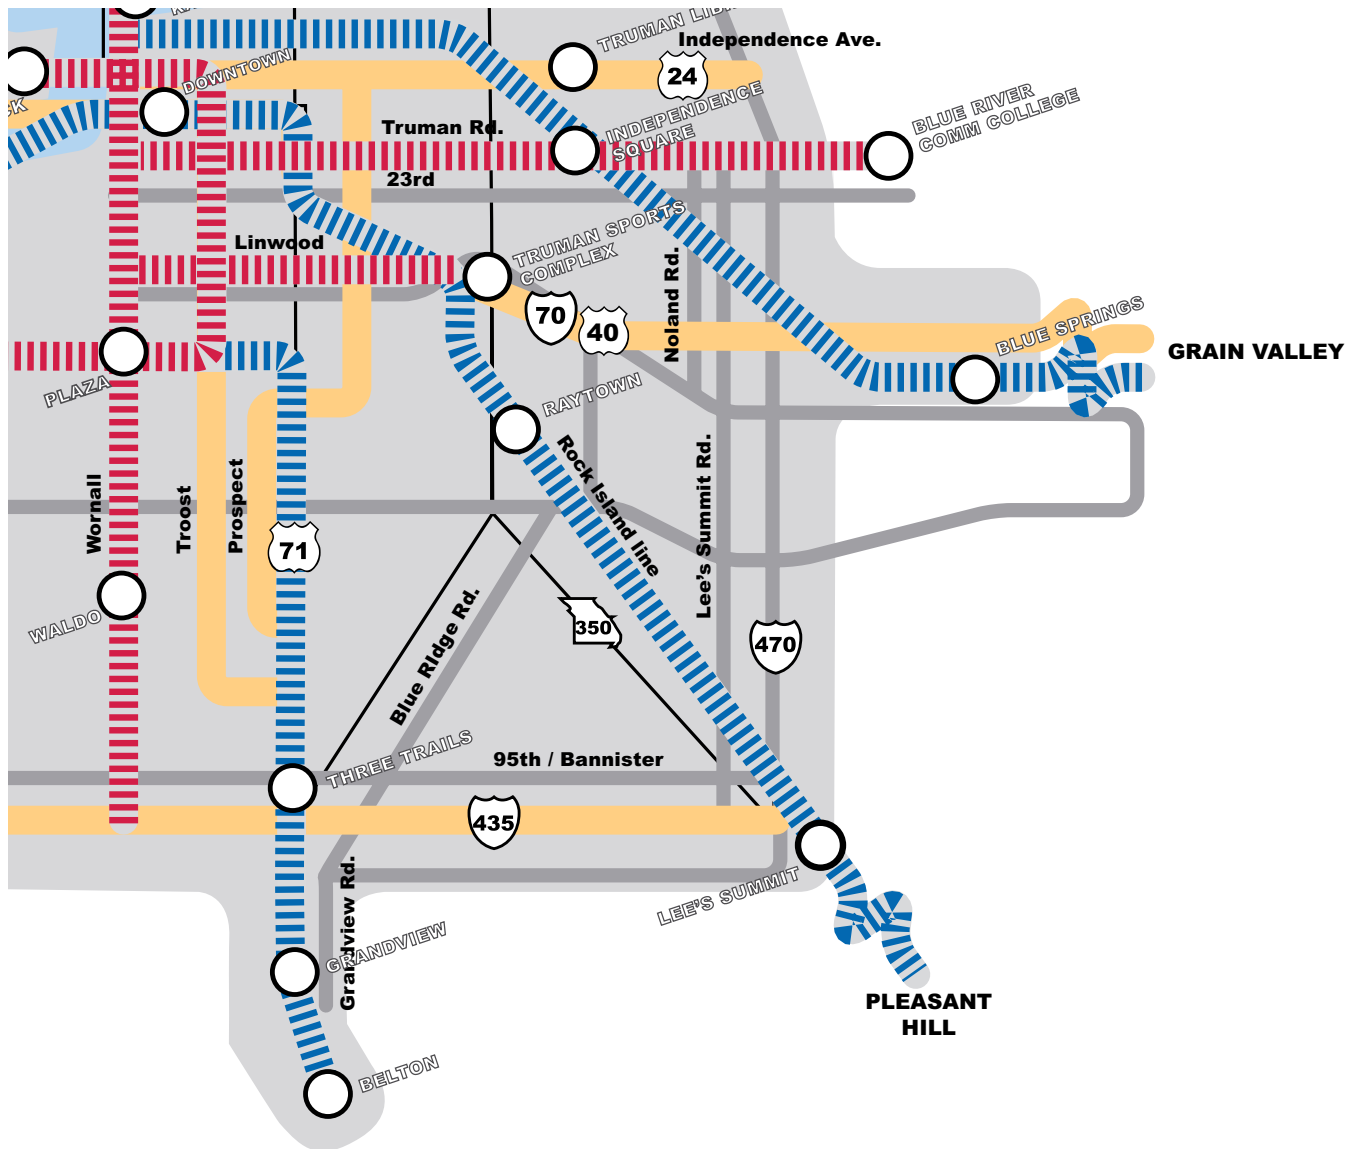 Independence Ave.
24
DOWNTOWN
CK
TRUMAN
INDEPENDENCE
SQUARE
BLUE RIVER
COMM COLLEGE
Truman Rd.
23rd
Linwood
TRUMAN SPORTS
COMPLEX
Noland Rd.
70
40
BLUE SPRINGS
GRAIN VALLEY
PLAZA
RAYTOWN
Rock Island line
Wornall
Troost
Prospect
71
Lee's Summit Rd.
WALDO
Blue RIdge Rd.
350
470
THREE TRAILS
95th / Bannister
435
LEE'S SUMMIT
Grandview Rd.
GRANDVIEW
PLEASANT
HILL
BELTON